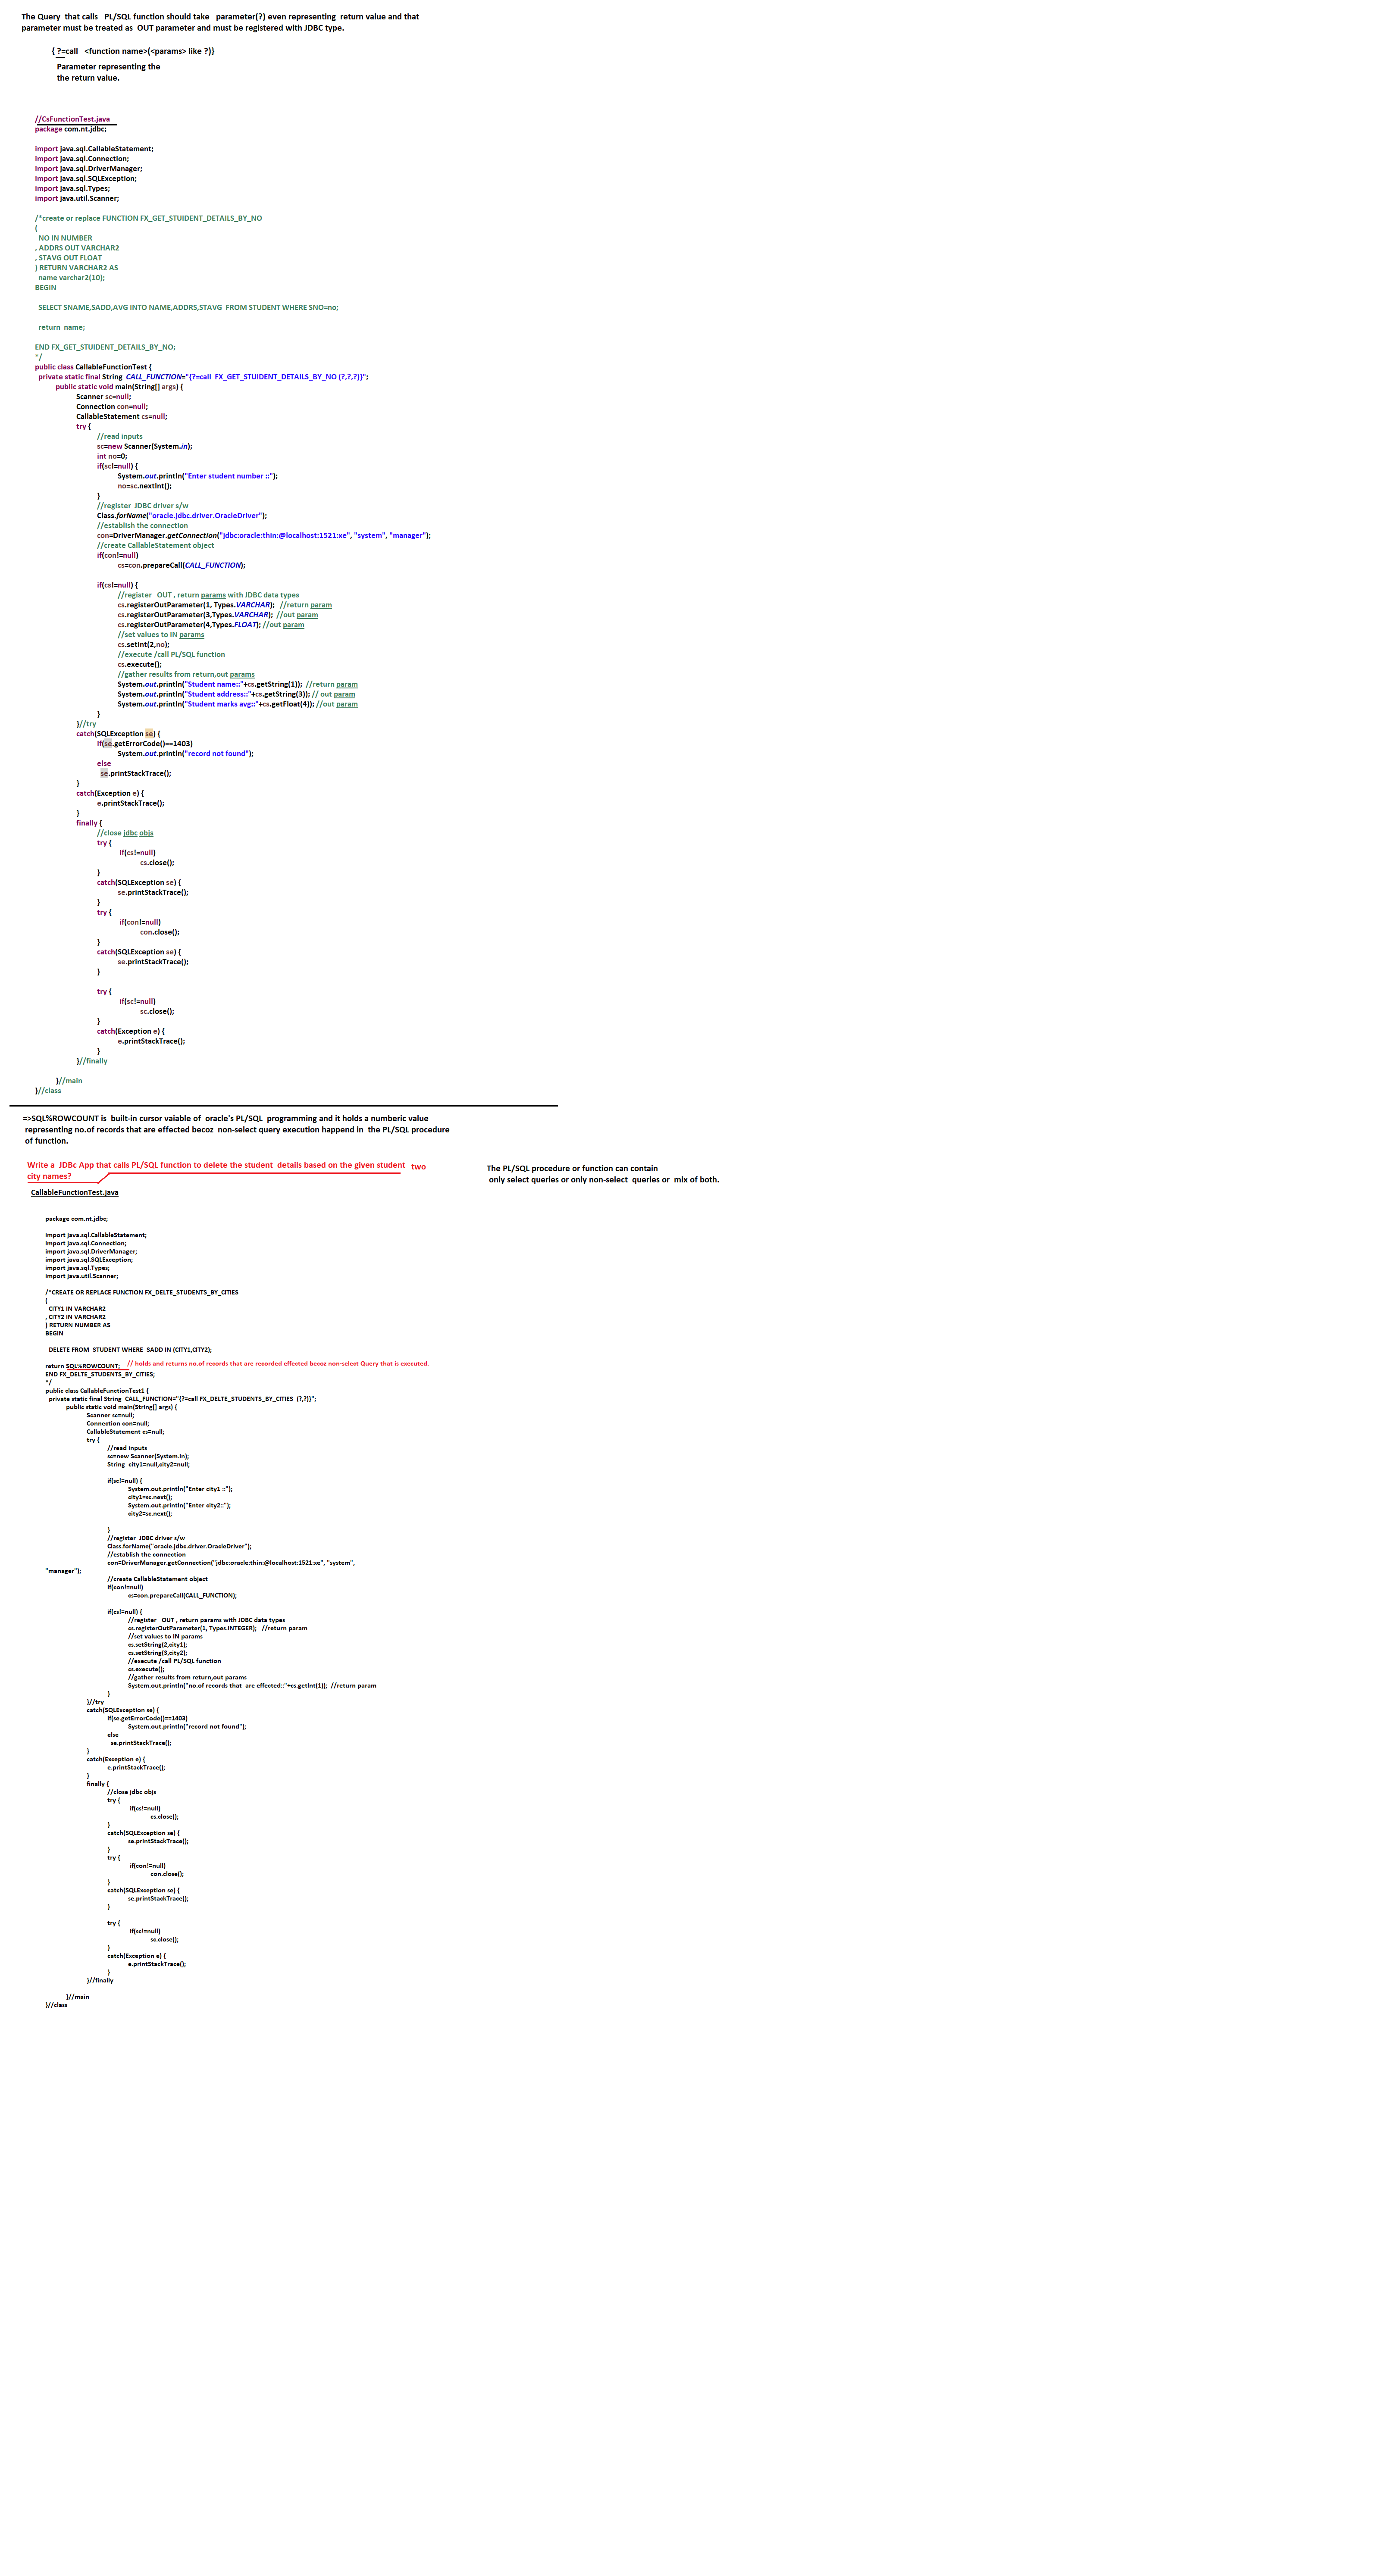 The Query  that calls   PL/SQL function should take   parameter(?) even representing  return value and that
parameter must be treated as  OUT parameter and must be registered with JDBC type.
{ ?=call   <function name>(<params> like ?)}
Parameter representing the
the return value.
//CsFunctionTest.java
package com.nt.jdbc;
import java.sql.CallableStatement;
import java.sql.Connection;
import java.sql.DriverManager;
import java.sql.SQLException;
import java.sql.Types;
import java.util.Scanner;
/*create or replace FUNCTION FX_GET_STUIDENT_DETAILS_BY_NO
(
  NO IN NUMBER
, ADDRS OUT VARCHAR2
, STAVG OUT FLOAT
) RETURN VARCHAR2 AS
  name varchar2(10);
BEGIN
  SELECT SNAME,SADD,AVG INTO NAME,ADDRS,STAVG  FROM STUDENT WHERE SNO=no;
  return  name;
END FX_GET_STUIDENT_DETAILS_BY_NO;
*/
public class CallableFunctionTest {
  private static final String  CALL_FUNCTION="{?=call  FX_GET_STUIDENT_DETAILS_BY_NO (?,?,?)}";
public static void main(String[] args) {
Scanner sc=null;
Connection con=null;
CallableStatement cs=null;
try {
//read inputs
sc=new Scanner(System.in);
int no=0;
if(sc!=null) {
System.out.println("Enter student number ::");
no=sc.nextInt();
}
//register  JDBC driver s/w
Class.forName("oracle.jdbc.driver.OracleDriver");
//establish the connection
con=DriverManager.getConnection("jdbc:oracle:thin:@localhost:1521:xe", "system", "manager");
//create CallableStatement object
if(con!=null)
cs=con.prepareCall(CALL_FUNCTION);
if(cs!=null) {
//register   OUT , return params with JDBC data types
cs.registerOutParameter(1, Types.VARCHAR);   //return param
cs.registerOutParameter(3,Types.VARCHAR);  //out param
cs.registerOutParameter(4,Types.FLOAT); //out param
//set values to IN params
cs.setInt(2,no);
//execute /call PL/SQL function
cs.execute();
//gather results from return,out params
System.out.println("Student name::"+cs.getString(1));  //return param
System.out.println("Student address::"+cs.getString(3)); // out param
System.out.println("Student marks avg::"+cs.getFloat(4)); //out param
}
}//try
catch(SQLException se) {
if(se.getErrorCode()==1403)
System.out.println("record not found");
else
se.printStackTrace();
}
catch(Exception e) {
e.printStackTrace();
}
finally {
//close jdbc objs
try {
if(cs!=null)
cs.close();
}
catch(SQLException se) {
se.printStackTrace();
}
try {
if(con!=null)
con.close();
}
catch(SQLException se) {
se.printStackTrace();
}
try {
if(sc!=null)
sc.close();
}
catch(Exception e) {
e.printStackTrace();
}
}//finally
}//main
}//class
=>SQL%ROWCOUNT is  built-in cursor vaiable of  oracle's PL/SQL  programming and it holds a numberic value
representing no.of records that are effected becoz  non-select query execution happend in  the PL/SQL procedure
of function.
Write a  JDBc App that calls PL/SQL function to delete the student  details based on the given student   two
city names?
The PL/SQL procedure or function can contain
only select queries or only non-select  queries or  mix of both.
CallableFunctionTest.java
package com.nt.jdbc;
import java.sql.CallableStatement;
import java.sql.Connection;
import java.sql.DriverManager;
import java.sql.SQLException;
import java.sql.Types;
import java.util.Scanner;
/*CREATE OR REPLACE FUNCTION FX_DELTE_STUDENTS_BY_CITIES
(
  CITY1 IN VARCHAR2
, CITY2 IN VARCHAR2
) RETURN NUMBER AS
BEGIN
  DELETE FROM  STUDENT WHERE  SADD IN (CITY1,CITY2);
return SQL%ROWCOUNT;   // holds and returns no.of records that are recorded effected becoz non-select Query that is executed.
END FX_DELTE_STUDENTS_BY_CITIES;
*/
public class CallableFunctionTest1 {
  private static final String  CALL_FUNCTION="{?=call FX_DELTE_STUDENTS_BY_CITIES  (?,?)}";
public static void main(String[] args) {
Scanner sc=null;
Connection con=null;
CallableStatement cs=null;
try {
//read inputs
sc=new Scanner(System.in);
String  city1=null,city2=null;
if(sc!=null) {
System.out.println("Enter city1 ::");
city1=sc.next();
System.out.println("Enter city2::");
city2=sc.next();
}
//register  JDBC driver s/w
Class.forName("oracle.jdbc.driver.OracleDriver");
//establish the connection
con=DriverManager.getConnection("jdbc:oracle:thin:@localhost:1521:xe", "system",
"manager");
//create CallableStatement object
if(con!=null)
cs=con.prepareCall(CALL_FUNCTION);
if(cs!=null) {
//register   OUT , return params with JDBC data types
cs.registerOutParameter(1, Types.INTEGER);   //return param
//set values to IN params
cs.setString(2,city1);
cs.setString(3,city2);
//execute /call PL/SQL function
cs.execute();
//gather results from return,out params
System.out.println("no.of records that  are effected::"+cs.getInt(1));  //return param
}
}//try
catch(SQLException se) {
if(se.getErrorCode()==1403)
System.out.println("record not found");
else
se.printStackTrace();
}
catch(Exception e) {
e.printStackTrace();
}
finally {
//close jdbc objs
try {
if(cs!=null)
cs.close();
}
catch(SQLException se) {
se.printStackTrace();
}
try {
if(con!=null)
con.close();
}
catch(SQLException se) {
se.printStackTrace();
}
try {
if(sc!=null)
sc.close();
}
catch(Exception e) {
e.printStackTrace();
}
}//finally
}//main
}//class